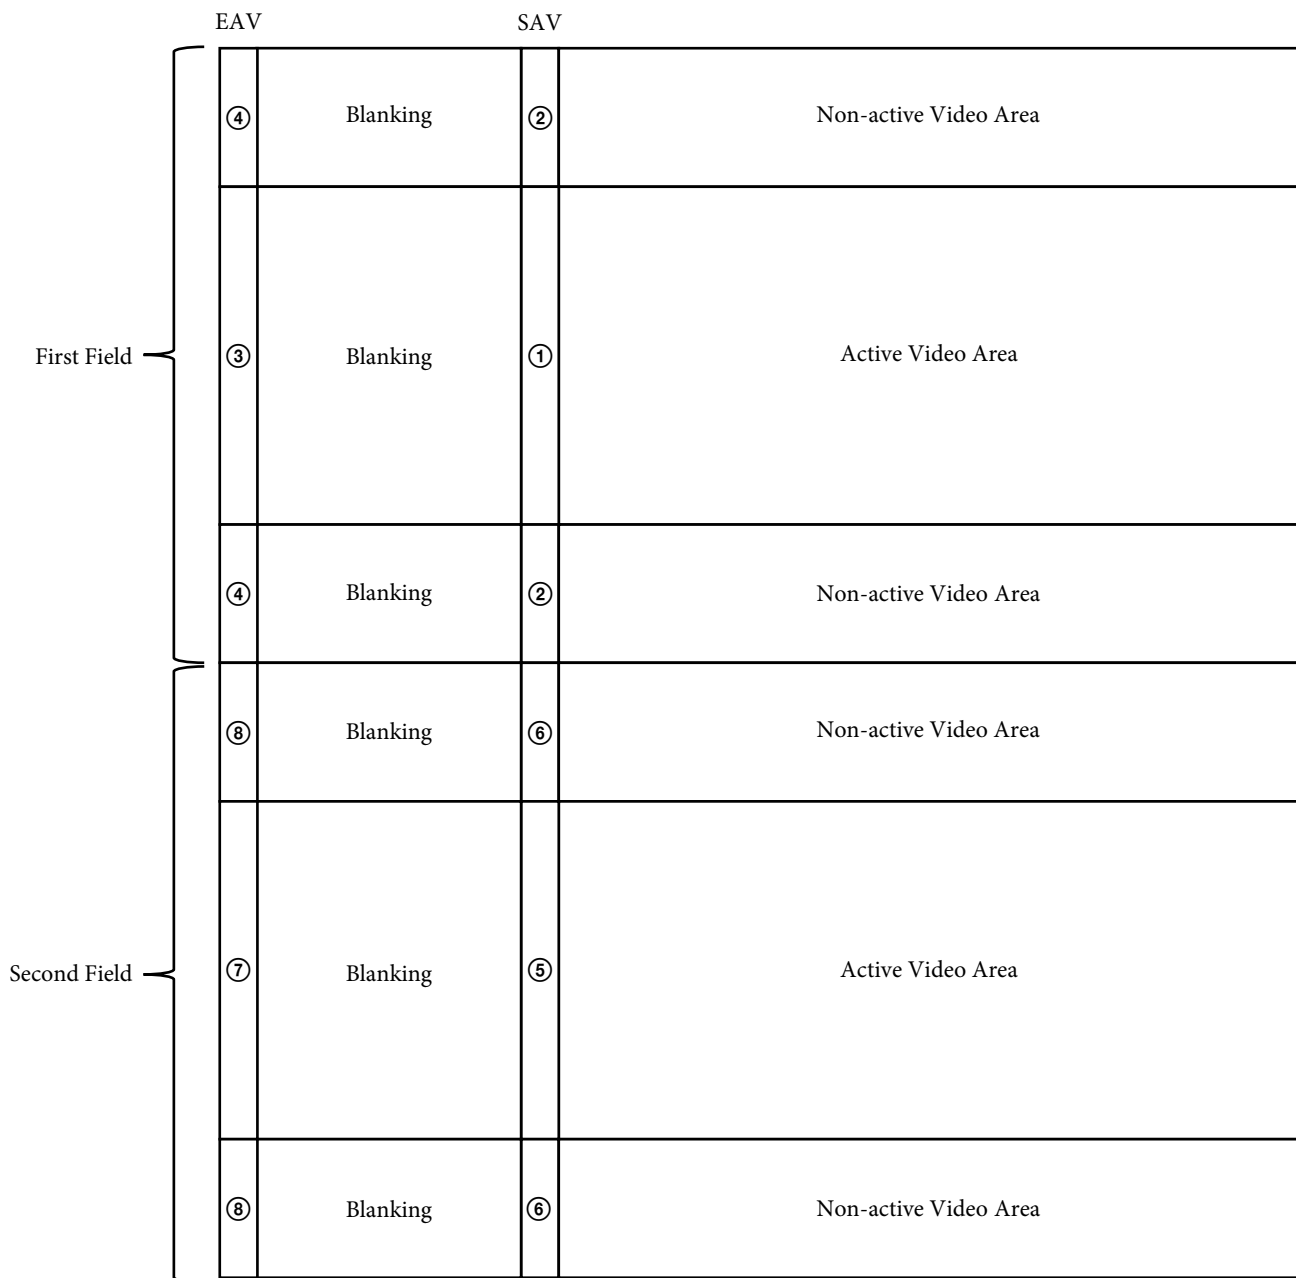 EAV SAV
④ Blanking ② Non-active Video Area
First Field ③ Blanking ① Active Video Area
④ Blanking ② Non-active Video Area
⑧ Blanking ⑥ Non-active Video Area
Second Field ⑦ Blanking ⑤ Active Video Area
⑧ Blanking ⑥ Non-active Video Area